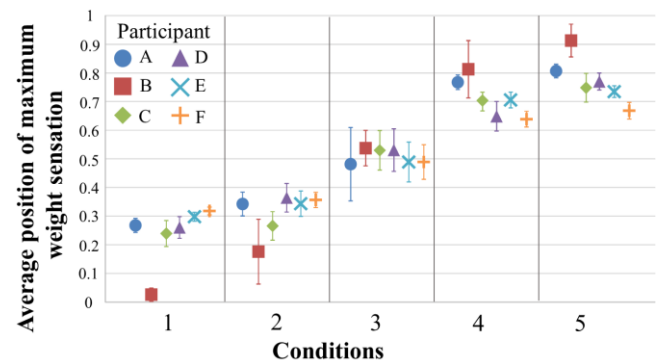 Average position of maximum
weight sensation
1
0.9
0.8
0.7
0.6
0.5
0.4
0.3
0.2
0.1
0
Participant
A D
B E
C F
1 2 3 4 5
Conditions